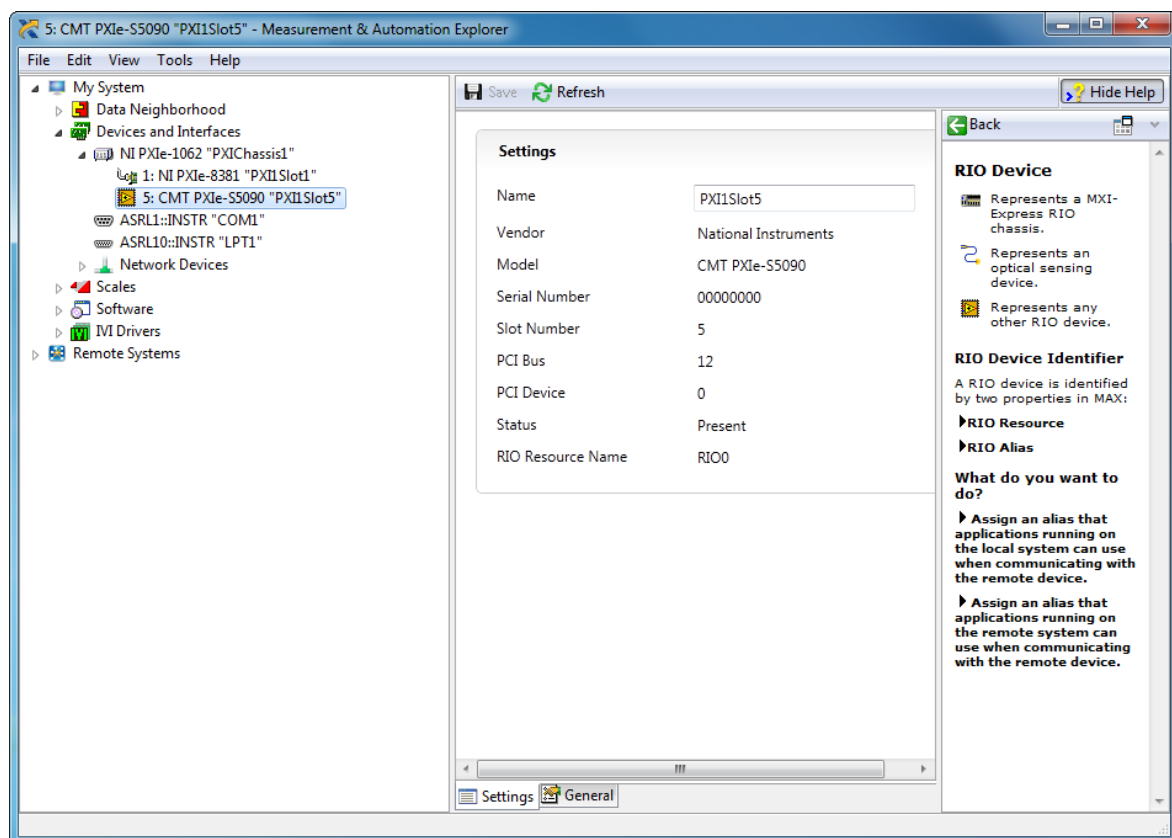 5: CMT PXIe-S5090 "PXI1Slot5" - Measurement & Automation Explorer
File Edit View Tools Help
My System
Data Neighborhood
Devices and Interfaces
NI PXIe-1062 "PXIChassis1"
1: NI PXIe-8381 "PXI1Slot1"
5: CMT PXIe-S5090 "PXI1Slot5"
ASRL1::INSTR "COM1"
ASRL10::INSTR "LPT1"
Network Devices
Scales
Software
IVI Drivers
Remote Systems
Save Refresh
Hide Help
Settings
Name PXI1Slot5
Vendor National Instruments
Model CMT PXIe-S5090
Serial Number 00000000
Slot Number 5
PCI Bus 12
PCI Device 0
Status Present
RIO Resource Name RIO0
Settings General
Back
RIO Device
Represents a MXI-
Express RIO
chassis.
Represents an
optical sensing
device.
Represents any
other RIO device.
RIO Device Identifier
A RIO device is identified
by two properties in MAX:
RIO Resource
RIO Alias
What do you want to
do?
Assign an alias that
applications running on
the local system can use
when communicating with
the remote device.
Assign an alias that
applications running on
the remote system can
use when communicating
with the remote device.